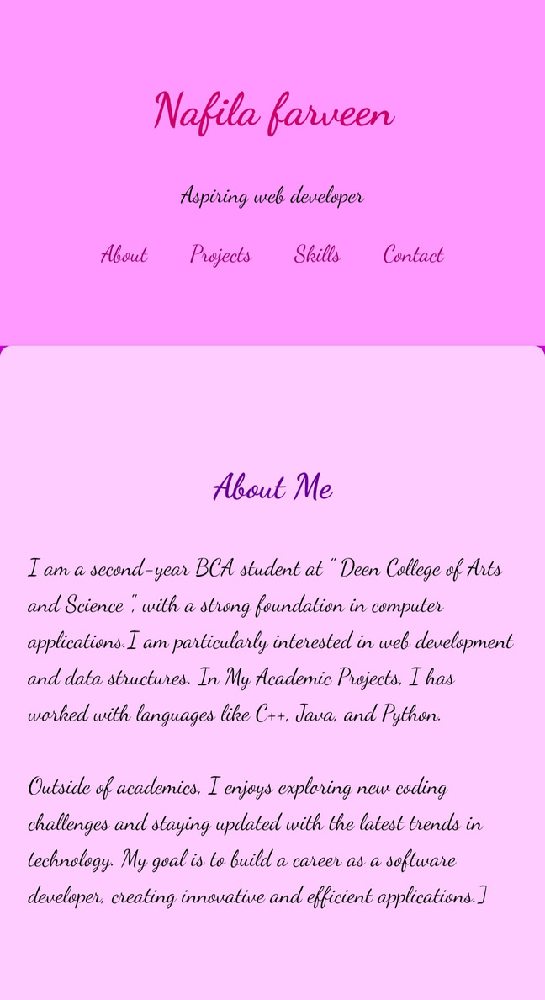 Nafila farveen
Aspiring web developer
About Projects Skills Contact
About Me
I am a second-year BCA student at " Deen College of Arts
and Science ", with a strong foundation in computer
applications.I am particularly interested in web development
and data structures. In My Academic Projects, I has
worked with languages like C++, Java, and Python.
Outside of academics, I enjoys exploring new coding
challenges and staying updated with the latest trends in
technology. My goal is to build a career as a software
developer, creating innovative and efficient applications.]